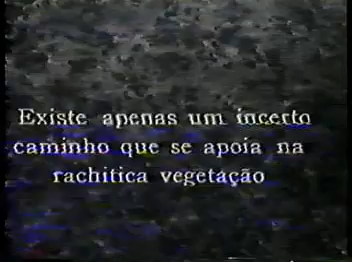 Existe apenas um incerto
caminho que se apoia na
rachitica vegetação